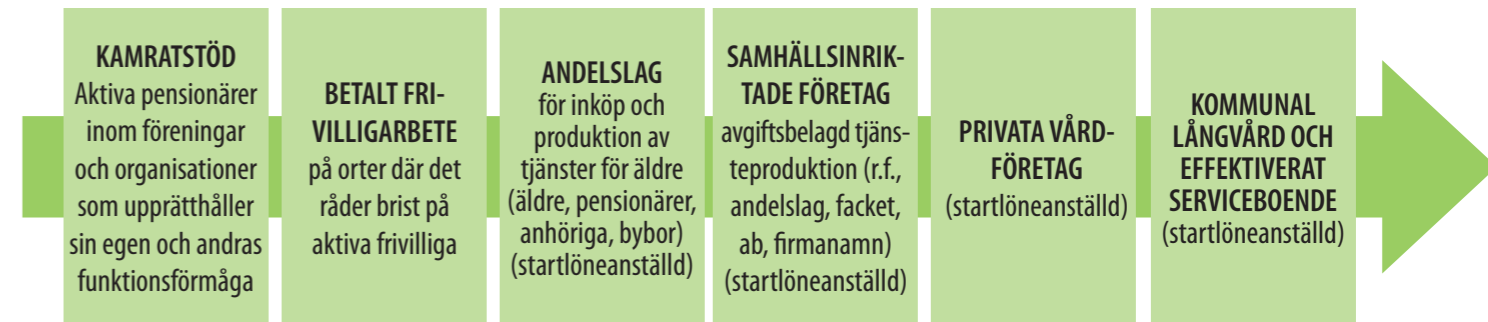 KAMRATSTÖD
Aktiva pensionärer
inom föreningar
och organisationer
som upprätthåller
sin egen och andras
funktionsförmåga
BETALT FRI-
VILLIGARBETE
på orter där det
råder brist på
aktiva frivilliga
ANDELSLAG
för inköp och
produktion av
tjänster för äldre
(äldre, pensionärer,
anhöriga, bybor)
(startlöneanställd)
SAMHÄLLSINRIK-
TADE FÖRETAG
avgiftsbelagd tjäns-
teproduktion (r.f.,
andelslag, facket,
ab, firmanamn)
(startlöneanställd)
PRIVATA VÅRD-
FÖRETAG
(startlöneanställd)
KOMMUNAL
LÅNGVÅRD OCH
EFFEKTIVERAT
SERVICEBOENDE
(startlöneanställd)